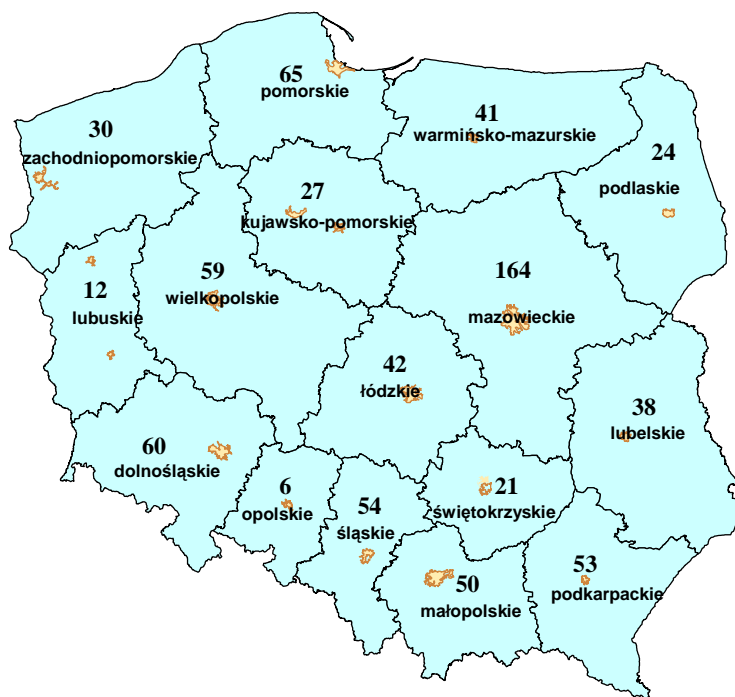 65
pomorskie
41
warmińsko-mazurskie
30
zachodniopomorskie
24
podlaskie
27
kujawsko-pomorskie
164
mazowieckie
59
wielkopolskie
12
lubuskie
42
łódzkie
38
lubelskie
60
dolnośląskie
6
opolskie
54
śląskie
21
świętokrzyskie
50
małopolskie
53
podkarpackie